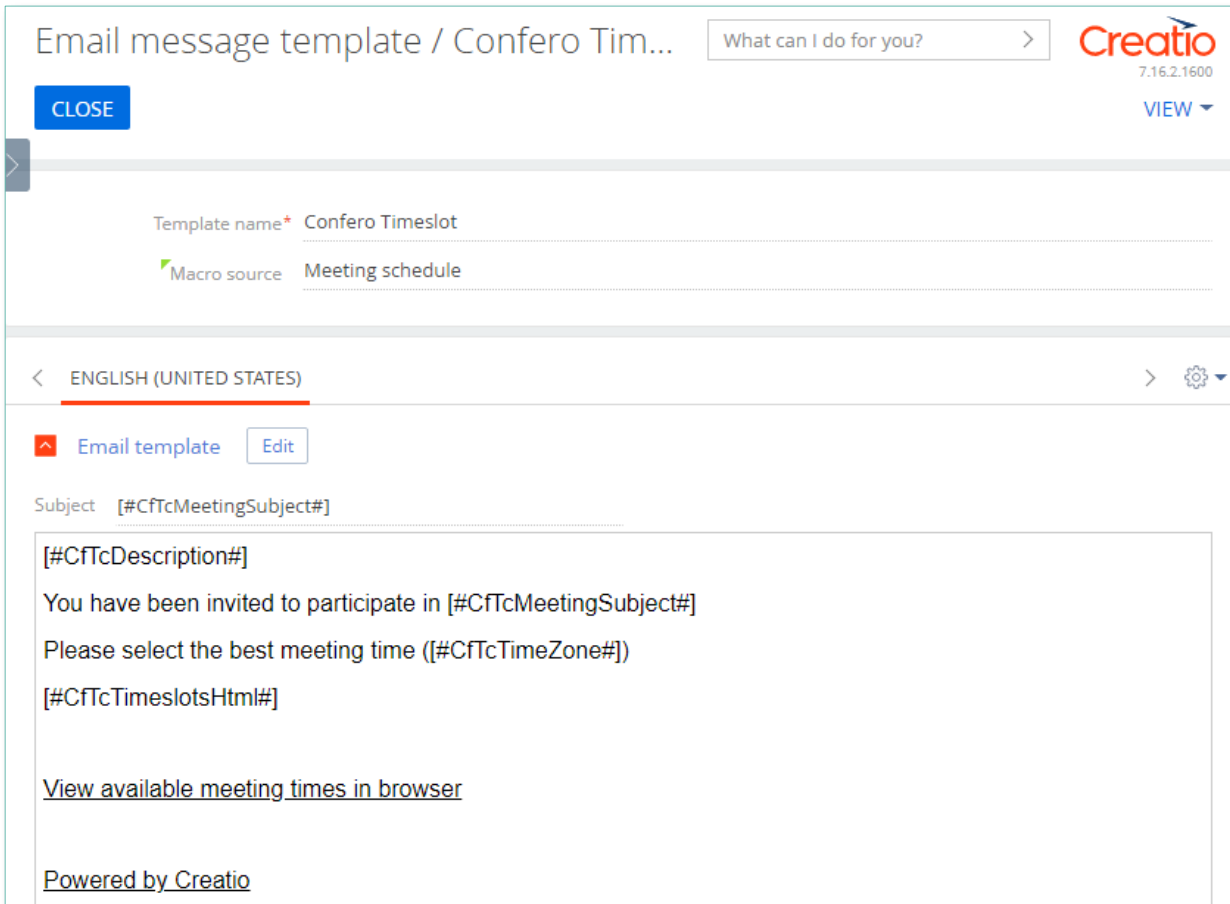 Email message template / Confero Tim...
What can I do for you?
Creatio
7.16.2.1600
CLOSE
VIEW
Template name* Confero Timeslot
Macro source Meeting schedule
ENGLISH (UNITED STATES)
Email template Edit
Subject [#CfTcMeetingSubject#]
[#CfTcDescription#]
You have been invited to participate in [#CfTcMeetingSubject#]
Please select the best meeting time ([#CfTcTimeZone#])
[#CfTcTimeslotsHtml#]
View available meeting times in browser
Powered by Creatio